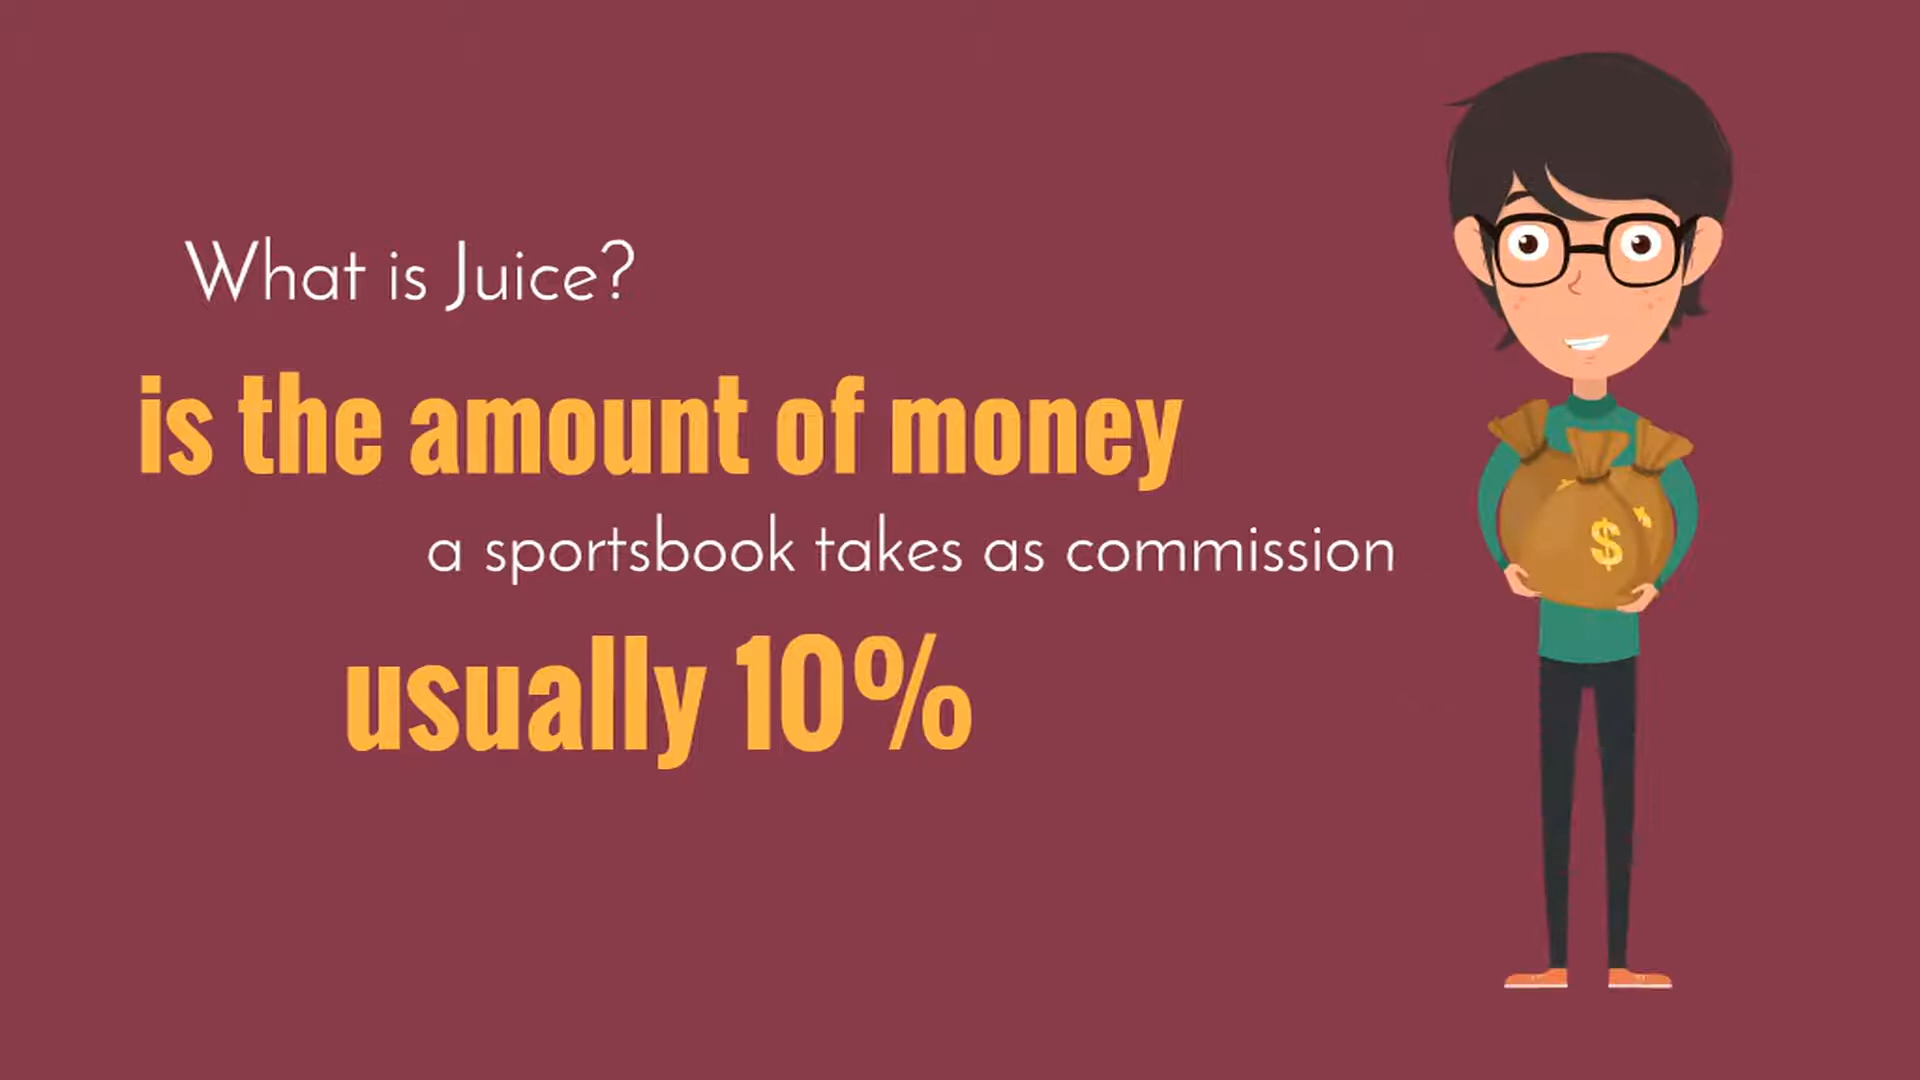 What is Juice?
is the amount of money
a sportsbook takes as commission
usually 10%
$